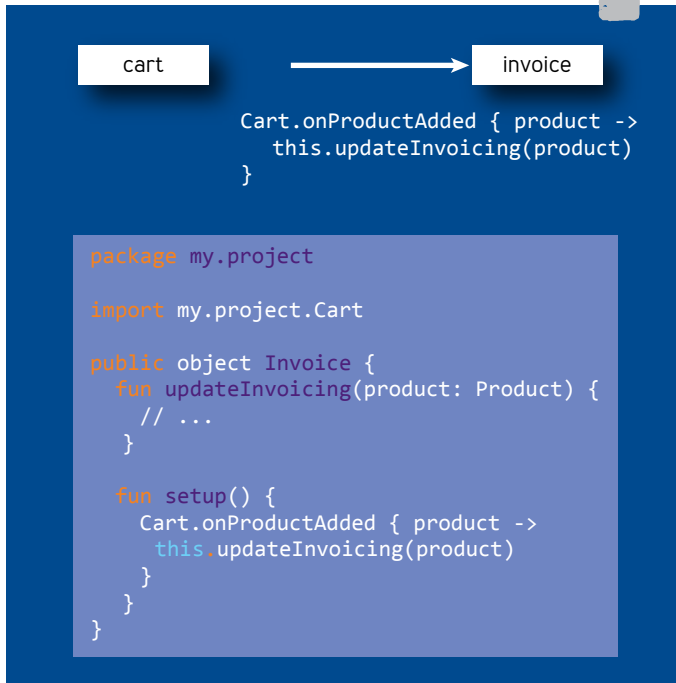 cart
invoice
Cart.onProductAdded { product ->
this.updateInvoicing(product)
}
package my.project
import my.project.Cart
public object Invoice {
fun updateInvoicing(product: Product) {
// ...
}
fun setup() {
Cart.onProductAdded { product ->
this.updateInvoicing(product)
}
}
}